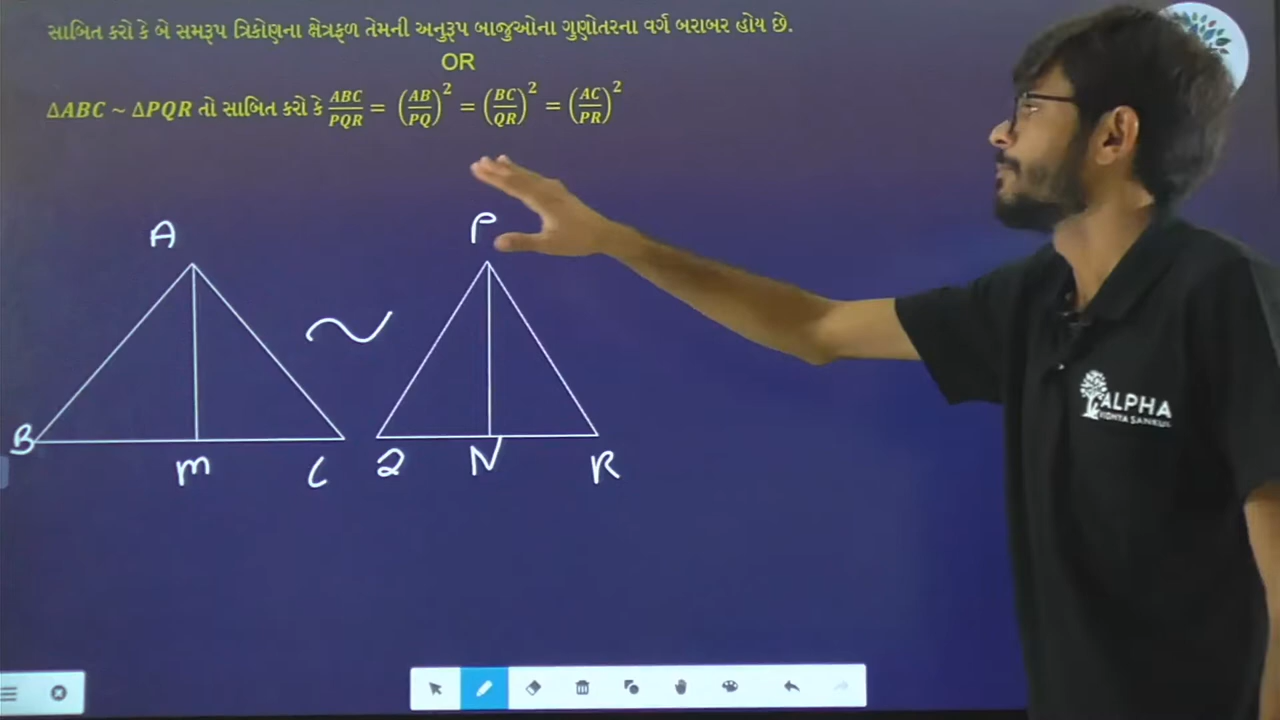 સાબિત કરો કે બે સમરૂપ ત્રિકોણના ક્ષેત્રફળ તેમની અનુરૂપ બાજુઓના ગુણોતરના વર્ગ બરાબર હોય છે.
OR
ΔABC ~ ΔPQR તો સાબિત કરો કે ABC/PQR = (AB/PQ)² = (BC/QR)² = (AC/PR)²
A P
~
B M C Q N R
ALPHA
VIDHYA SANKUL